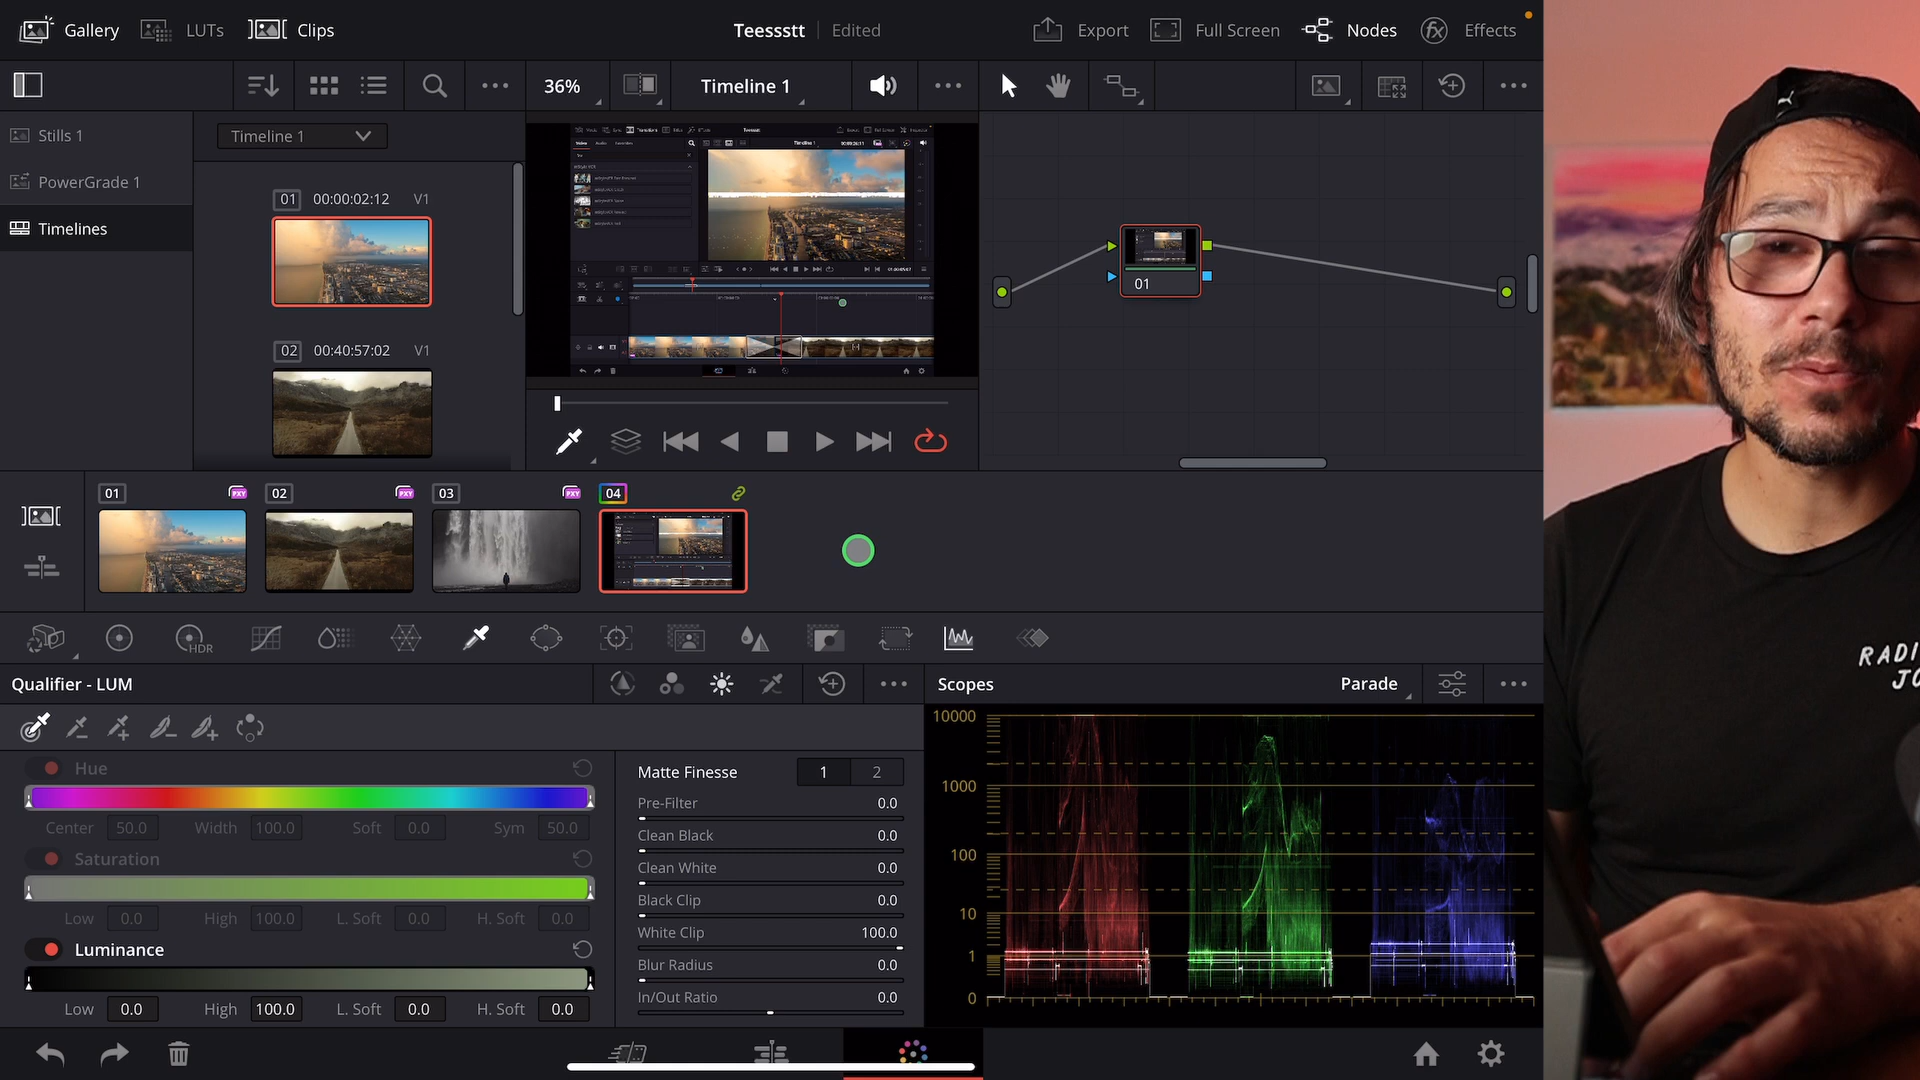 Gallery LUTs Clips Teessstt Edited Export Full Screen Nodes Effects
36% Timeline 1
Stills 1
PowerGrade 1
Timelines
Timeline 1
01 00:00:02:12 V1
02 00:40:57:02 V1
01
01 PXY 02 PXY 03 PXY 04
HDR
Qualifier - LUM
Scopes Parade
Hue
Center 50.0 Width 100.0 Soft 0.0 Sym 50.0
Saturation
Low 0.0 High 100.0 L. Soft 0.0 H. Soft 0.0
Luminance
Low 0.0 High 100.0 L. Soft 0.0 H. Soft 0.0
Matte Finesse 1 2
Pre-Filter 0.0
Clean Black 0.0
Clean White 0.0
Black Clip 0.0
White Clip 100.0
Blur Radius 0.0
In/Out Ratio 0.0
10000
1000
100
10
1
0
RADI
JO